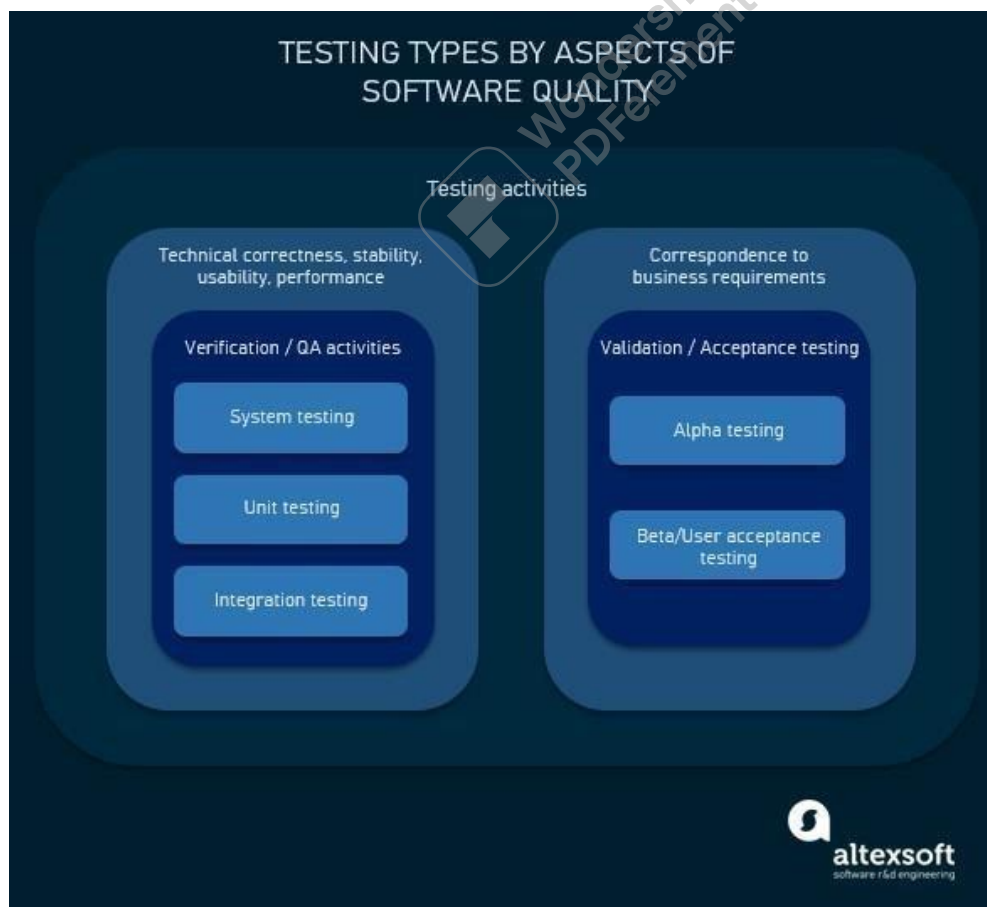 TESTING TYPES BY ASPECTS OF
SOFTWARE QUALITY
Wondershare
PDFelement
Testing activities
Technical correctness, stability,
usability, performance
Verification / QA activities
System testing
Unit testing
Integration testing
Correspondence to
business requirements
Validation / Acceptance testing
Alpha testing
Beta/User acceptance
testing
altexsoft
software r&d engineering